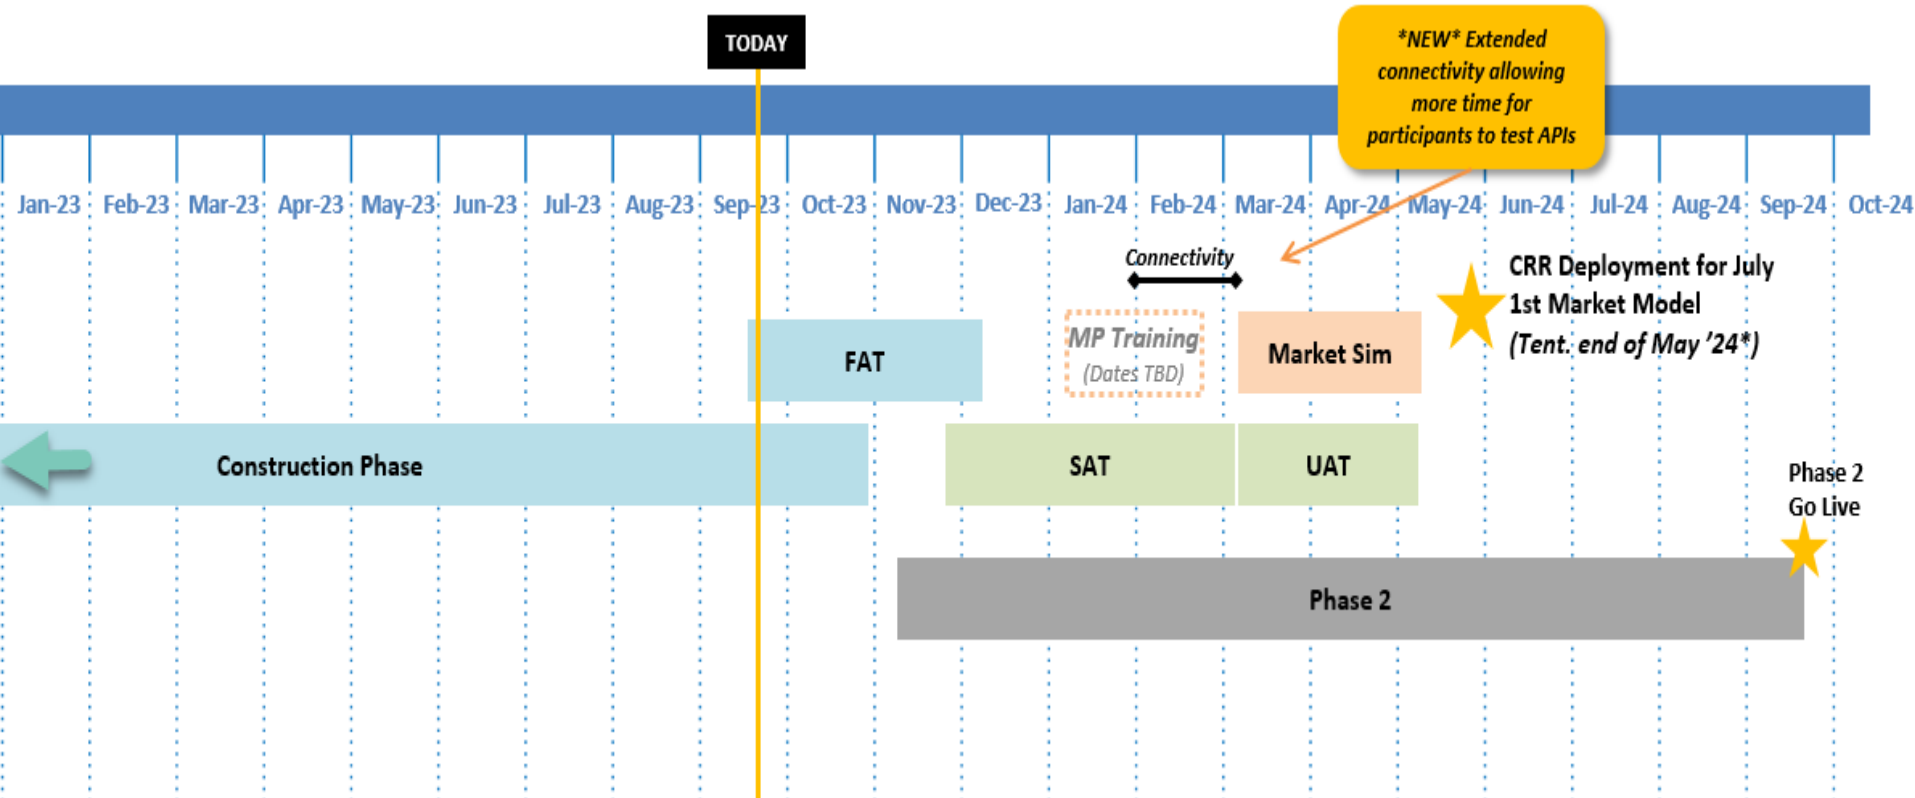 TODAY
*NEW* Extended
connectivity allowing
more time for
participants to test APIs
Jan-23 Feb-23 Mar-23 Apr-23 May-23 Jun-23 Jul-23 Aug-23 Sep-23 Oct-23 Nov-23 Dec-23 Jan-24 Feb-24 Mar-24 Apr-24 May-24 Jun-24 Jul-24 Aug-24 Sep-24 Oct-24
Connectivity
CRR Deployment for July
1st Market Model
(Tent. end of May ’24*)
FAT
MP Training
(Dates TBD)
Market Sim
Construction Phase
SAT
UAT
Phase 2
Go Live
Phase 2